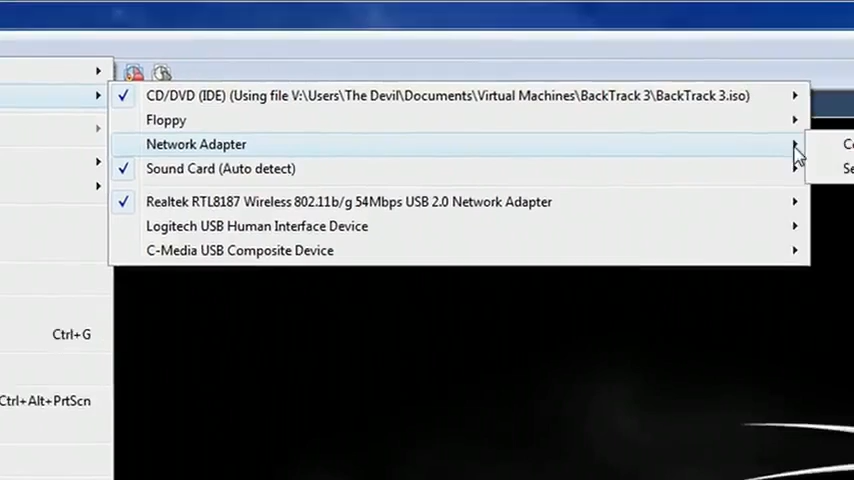 CD/DVD (IDE) (Using file V:\Users\The Devil\Documents\Virtual Machines\BackTrack 3\BackTrack 3.iso)
Floppy
Network Adapter
Sound Card (Auto detect)
Realtek RTL8187 Wireless 802.11b/g 54Mbps USB 2.0 Network Adapter
Logitech USB Human Interface Device
C-Media USB Composite Device
Ctrl+G
Ctrl+Alt+PrtScn